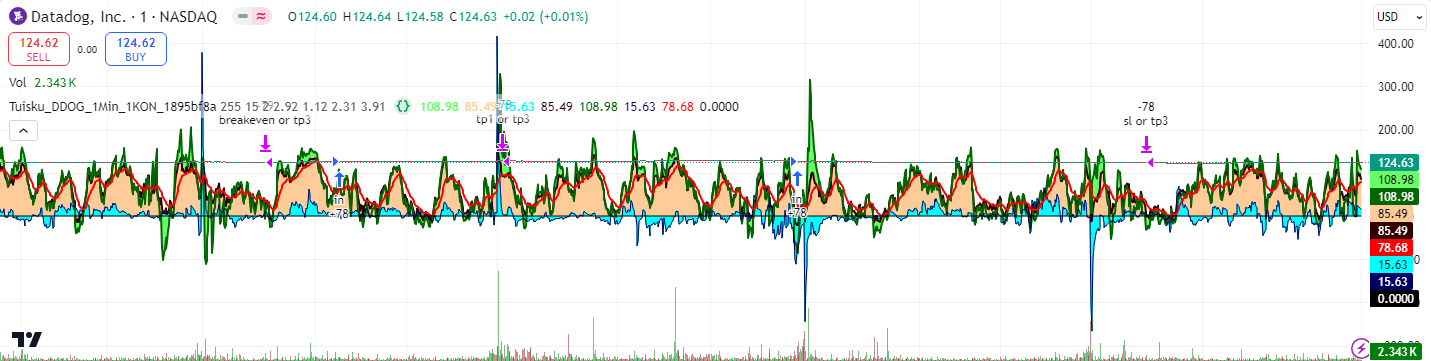 Datadog, Inc. · 1 · NASDAQ O124.60 H124.64 L124.58 C124.63 +0.02 (+0.01%)
USD
124.62
SELL
0.00
124.62
BUY
400.00
Vol 2.343 K
300.00
Tuisku_DDOG_1Min_1KON_1895bf8a 255 2.92 1.12 2.31 3.91 108.98 85.49 15.63 85.49 108.98 15.63 78.68 0.0000
breakeven or tp3
tp1 or tp3
-78
sl or tp3
200.00
124.63
108.98
108.98
85.49
85.49
78.68
15.63
15.63
0.0000
in
+78
in
+78
2.343 K